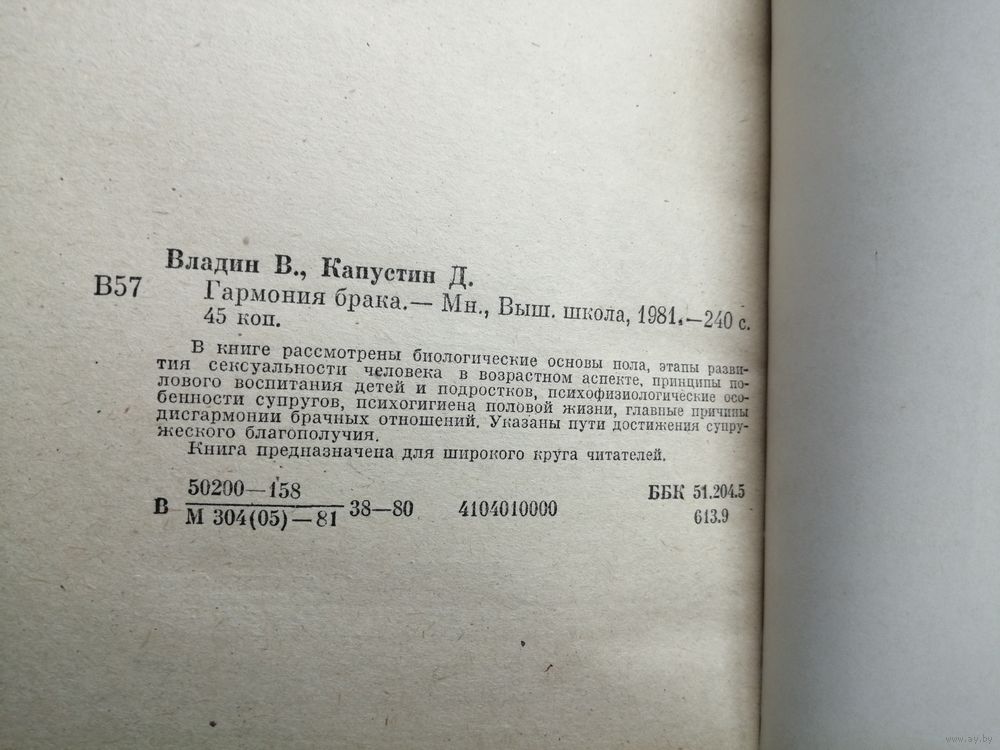 Владин В., Капустин Д.
В57 Гармония брака.— Мн., Выш. школа, 1981.—240 с.
45 коп.
В книге рассмотрены биологические основы пола, этапы разви-
тия сексуальности человека в возрастном аспекте, принципы по-
лового воспитания детей и подростков, психофизиологические осо-
бенности супругов, психогигиена половой жизни, главные причины
дисгармонии брачных отношений. Указаны пути достижения супру-
жеского благополучия.
Книга предназначена для широкого круга читателей.
50200—158
В М 304(05)—81 38—80 4104010000 ББК 51.204.5
613.9
www.ay.by